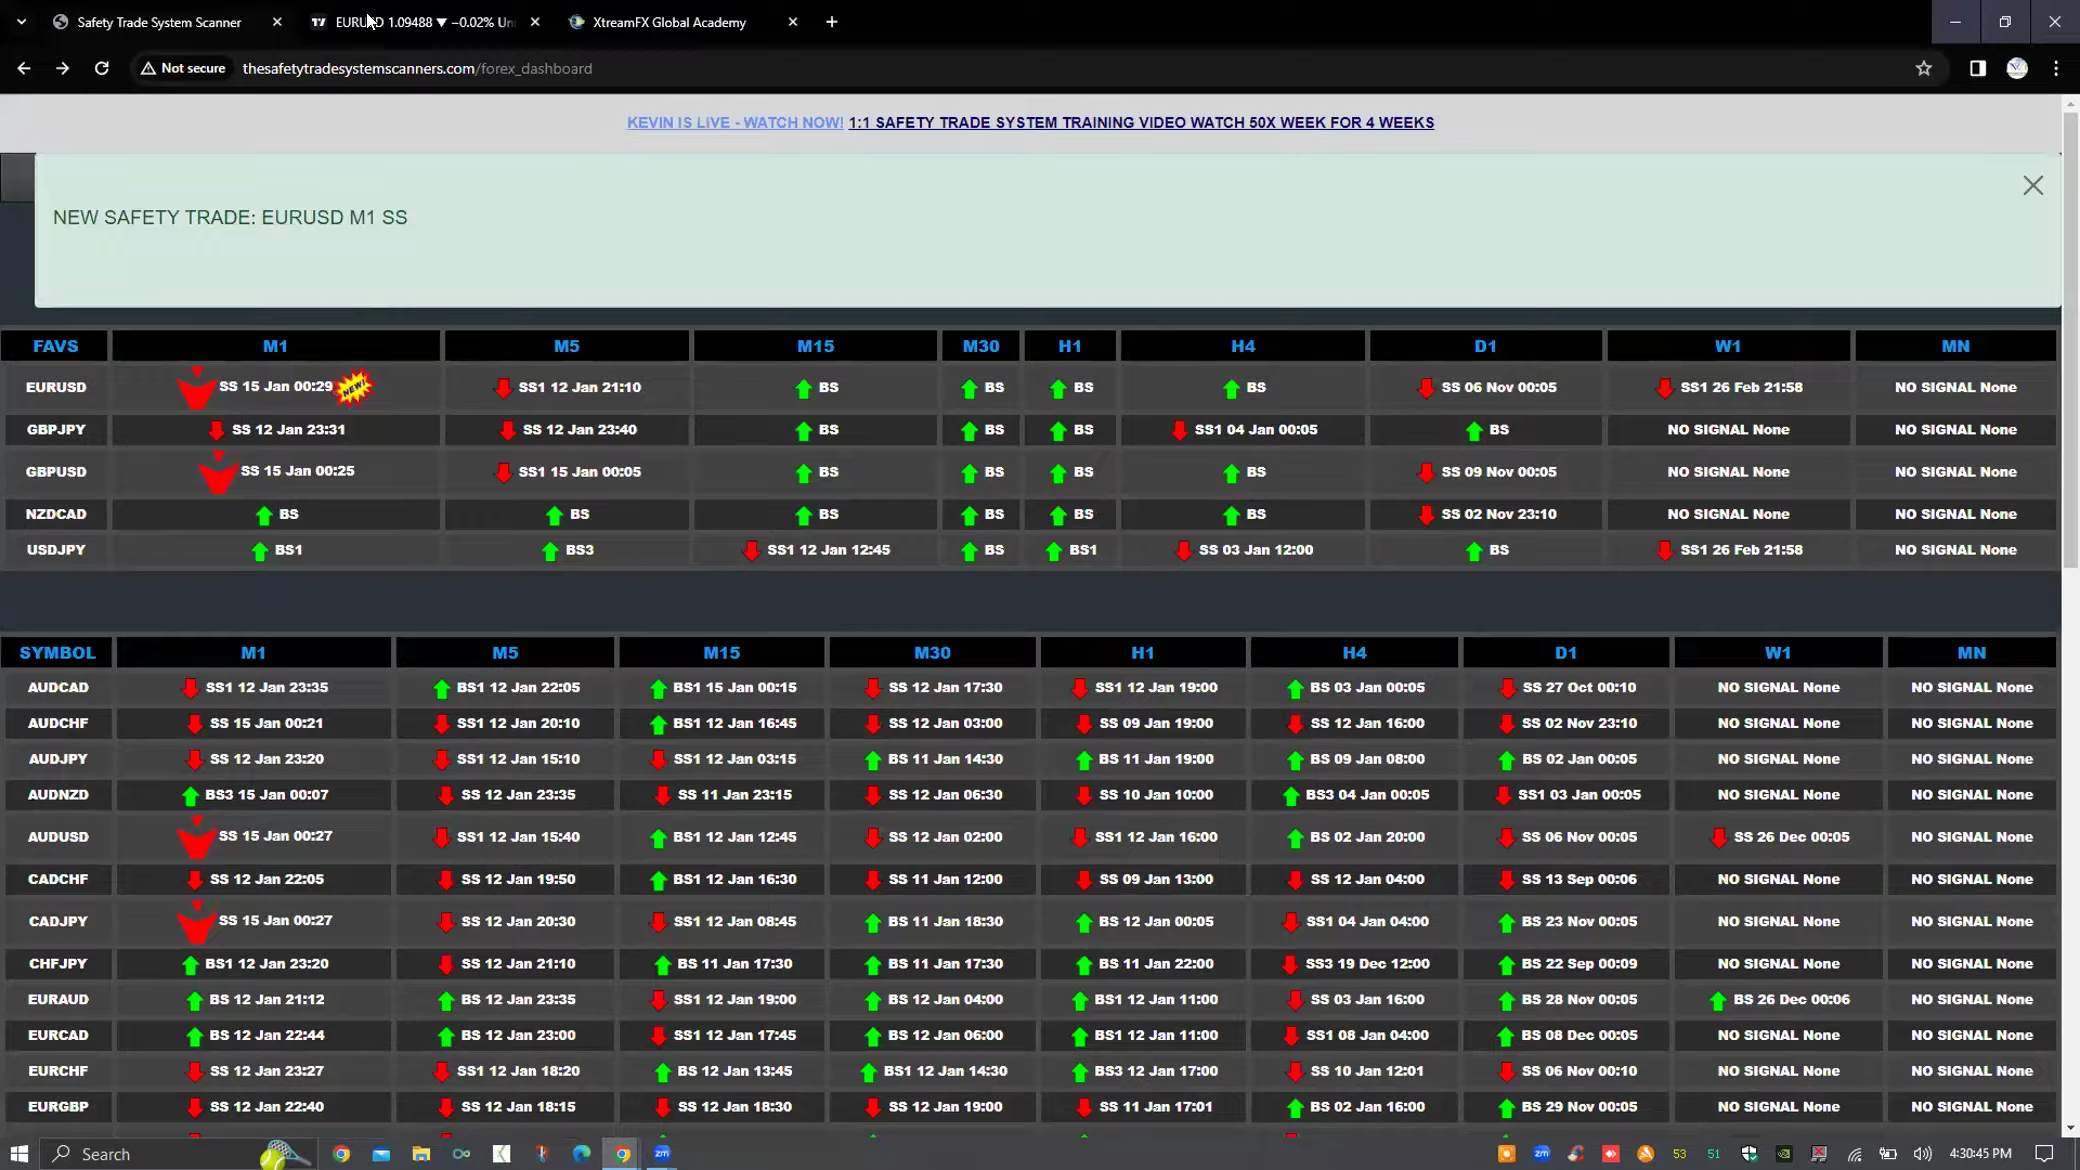 Safety Trade System Scanner
EURUSD 1.09488 ▼ −0.02% Un
XtreamFX Global Academy
Not secure
thesafetytradesystemscanners.com/forex_dashboard
KEVIN IS LIVE - WATCH NOW! 1:1 SAFETY TRADE SYSTEM TRAINING VIDEO WATCH 50X WEEK FOR 4 WEEKS
NEW SAFETY TRADE: EURUSD M1 SS
FAVS M1 M5 M15 M30 H1 H4 D1 W1 MN
EURUSD SS 15 Jan 00:29 NEW! SS1 12 Jan 21:10 BS BS BS BS SS 06 Nov 00:05 SS1 26 Feb 21:58 NO SIGNAL None
GBPJPY SS 12 Jan 23:31 SS 12 Jan 23:40 BS BS BS SS1 04 Jan 00:05 BS NO SIGNAL None NO SIGNAL None
GBPUSD SS 15 Jan 00:25 SS1 15 Jan 00:05 BS BS BS BS SS 09 Nov 00:05 NO SIGNAL None NO SIGNAL None
NZDCAD BS BS BS BS BS BS SS 02 Nov 23:10 NO SIGNAL None NO SIGNAL None
USDJPY BS1 BS3 SS1 12 Jan 12:45 BS BS1 SS 03 Jan 12:00 BS SS1 26 Feb 21:58 NO SIGNAL None
SYMBOL M1 M5 M15 M30 H1 H4 D1 W1 MN
AUDCAD SS1 12 Jan 23:35 BS1 12 Jan 22:05 BS1 15 Jan 00:15 SS 12 Jan 17:30 SS1 12 Jan 19:00 BS 03 Jan 00:05 SS 27 Oct 00:10 NO SIGNAL None NO SIGNAL None
AUDCHF SS 15 Jan 00:21 SS1 12 Jan 20:10 BS1 12 Jan 16:45 SS 12 Jan 03:00 SS 09 Jan 19:00 SS 12 Jan 16:00 SS 02 Nov 23:10 NO SIGNAL None NO SIGNAL None
AUDJPY SS 12 Jan 23:20 SS1 12 Jan 15:10 SS1 12 Jan 03:15 BS 11 Jan 14:30 BS 11 Jan 19:00 BS 09 Jan 08:00 BS 02 Jan 00:05 NO SIGNAL None NO SIGNAL None
AUDNZD BS3 15 Jan 00:07 SS 12 Jan 23:35 SS 11 Jan 23:15 SS 12 Jan 06:30 SS 10 Jan 10:00 BS3 04 Jan 00:05 SS1 03 Jan 00:05 NO SIGNAL None NO SIGNAL None
AUDUSD SS 15 Jan 00:27 SS1 12 Jan 15:40 BS1 12 Jan 12:45 SS 12 Jan 02:00 SS1 12 Jan 16:00 BS 02 Jan 20:00 SS 06 Nov 00:05 SS 26 Dec 00:05 NO SIGNAL None
CADCHF SS 12 Jan 22:05 SS 12 Jan 19:50 BS1 12 Jan 16:30 SS 11 Jan 12:00 SS 09 Jan 13:00 SS 12 Jan 04:00 SS 13 Sep 00:06 NO SIGNAL None NO SIGNAL None
CADJPY SS 15 Jan 00:27 SS 12 Jan 20:30 SS1 12 Jan 08:45 BS 11 Jan 18:30 BS 12 Jan 00:05 SS1 04 Jan 04:00 BS 23 Nov 00:05 NO SIGNAL None NO SIGNAL None
CHFJPY BS1 12 Jan 23:20 SS 12 Jan 21:10 BS 11 Jan 17:30 BS 11 Jan 17:30 BS 11 Jan 22:00 SS3 19 Dec 12:00 BS 22 Sep 00:09 NO SIGNAL None NO SIGNAL None
EURAUD BS 12 Jan 21:12 BS 12 Jan 23:35 SS1 12 Jan 19:00 BS 12 Jan 04:00 BS1 12 Jan 11:00 SS 03 Jan 16:00 BS 28 Nov 00:05 BS 26 Dec 00:06 NO SIGNAL None
EURCAD BS 12 Jan 22:44 BS 12 Jan 23:00 SS1 12 Jan 17:45 BS 12 Jan 06:00 BS1 12 Jan 11:00 SS1 08 Jan 04:00 BS 08 Dec 00:05 NO SIGNAL None NO SIGNAL None
EURCHF SS 12 Jan 23:27 SS1 12 Jan 18:20 BS 12 Jan 13:45 BS1 12 Jan 14:30 BS3 12 Jan 17:00 SS 10 Jan 12:01 SS 06 Nov 00:10 NO SIGNAL None NO SIGNAL None
EURGBP SS 12 Jan 22:40 SS 12 Jan 18:15 SS 12 Jan 18:30 SS 12 Jan 19:00 SS 11 Jan 17:01 BS 02 Jan 16:00 BS 29 Nov 00:05 NO SIGNAL None NO SIGNAL None
Search 53 51 4:30:45 PM